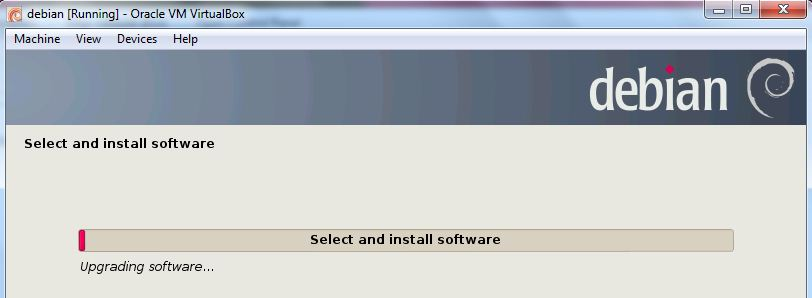 debian [Running] - Oracle VM VirtualBox
Machine View Devices Help
debian
Select and install software
Select and install software
Upgrading software...